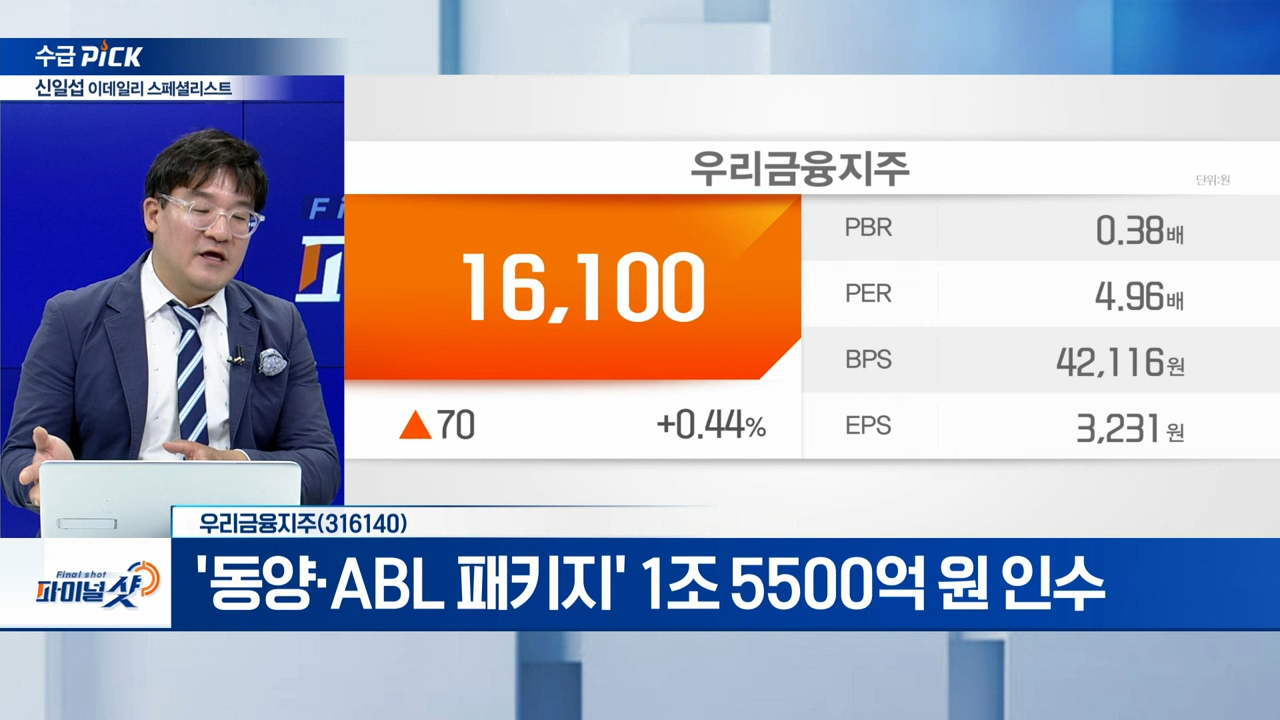 수급 PiCK
신일섭 이데일리 스페셜리스트
우리금융지주
단위:원
16,100
▲70 +0.44%
PBR 0.38배
PER 4.96배
BPS 42,116원
EPS 3,231원
Fi
우리금융지주(316140)
Final shot
파이널샷
'동양·ABL 패키지' 1조 5500억 원 인수